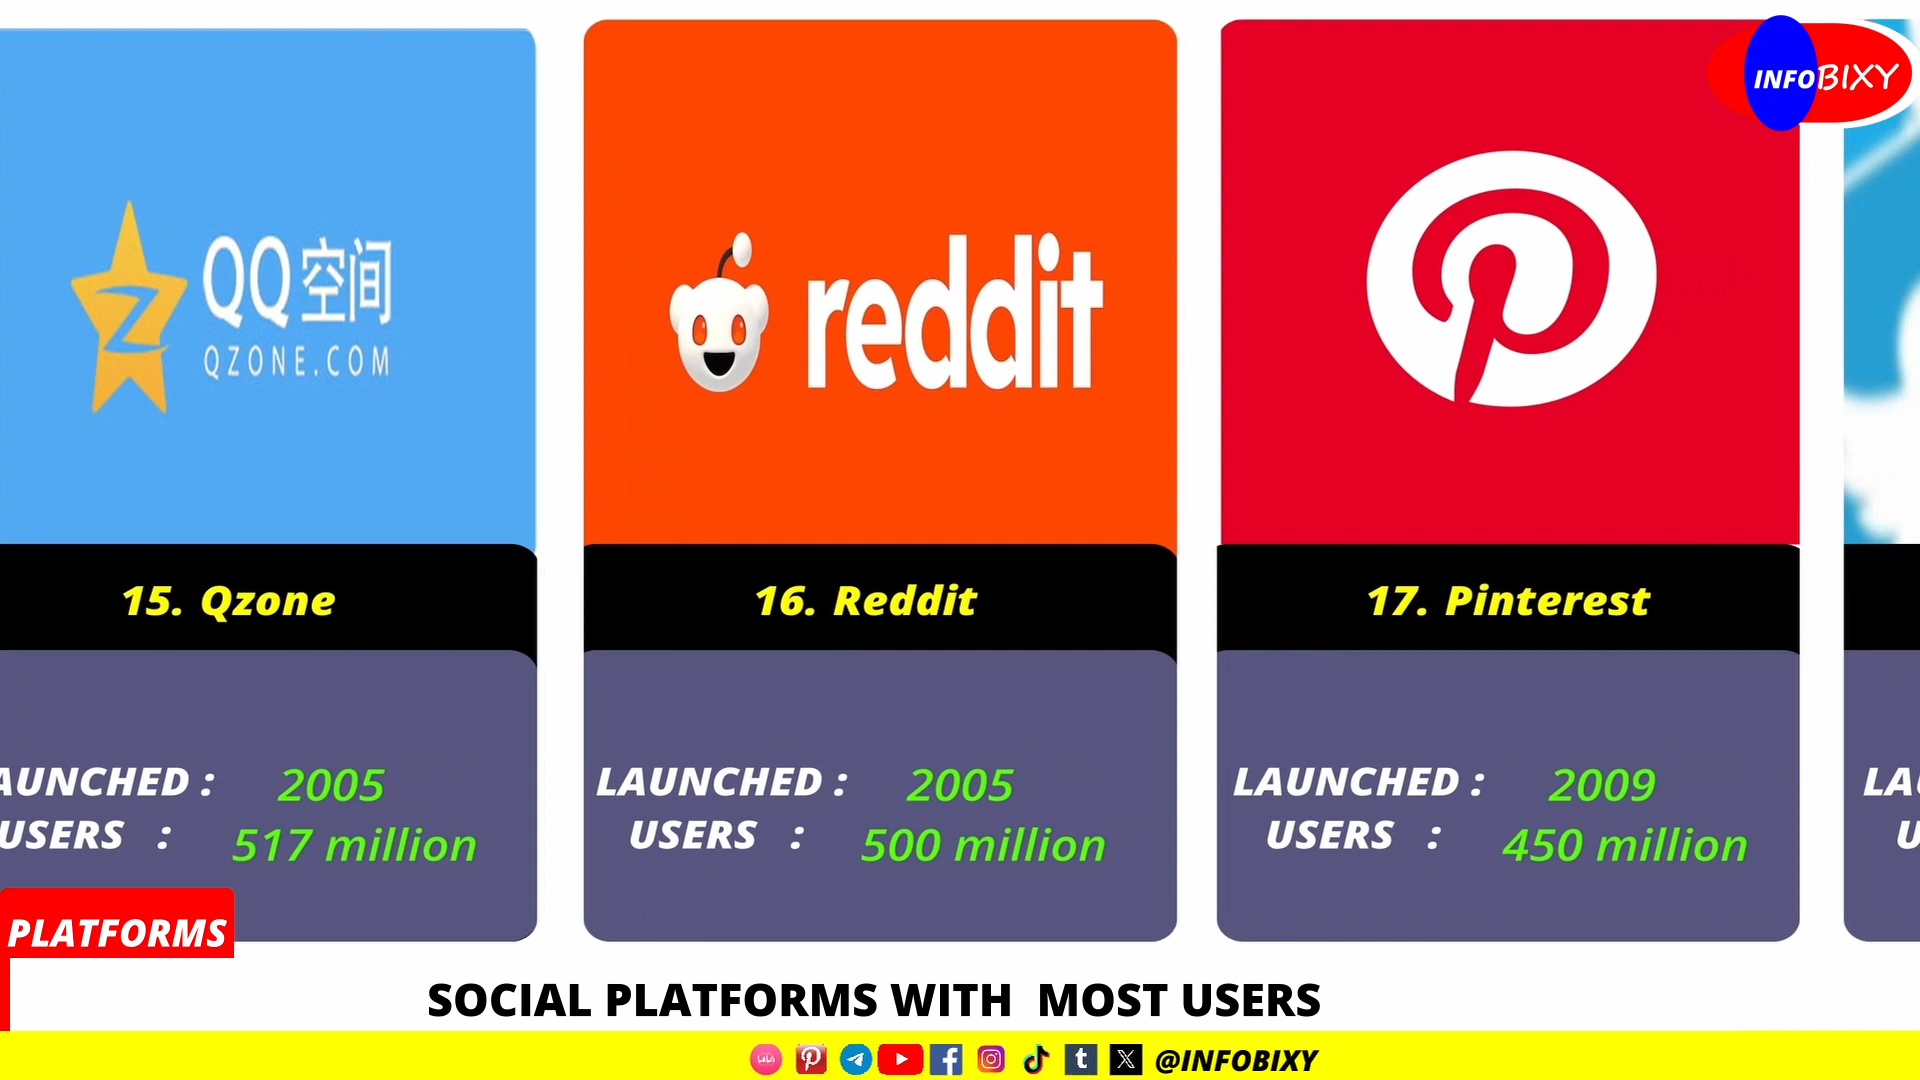 INFOBIXY
QQ空间
QZONE.COM
reddit
15. Qzone
16. Reddit
17. Pinterest
AUNCHED : 2005
USERS : 517 million
LAUNCHED : 2005
USERS : 500 million
LAUNCHED : 2009
USERS : 450 million
LAU
U
PLATFORMS
SOCIAL PLATFORMS WITH MOST USERS
@INFOBIXY